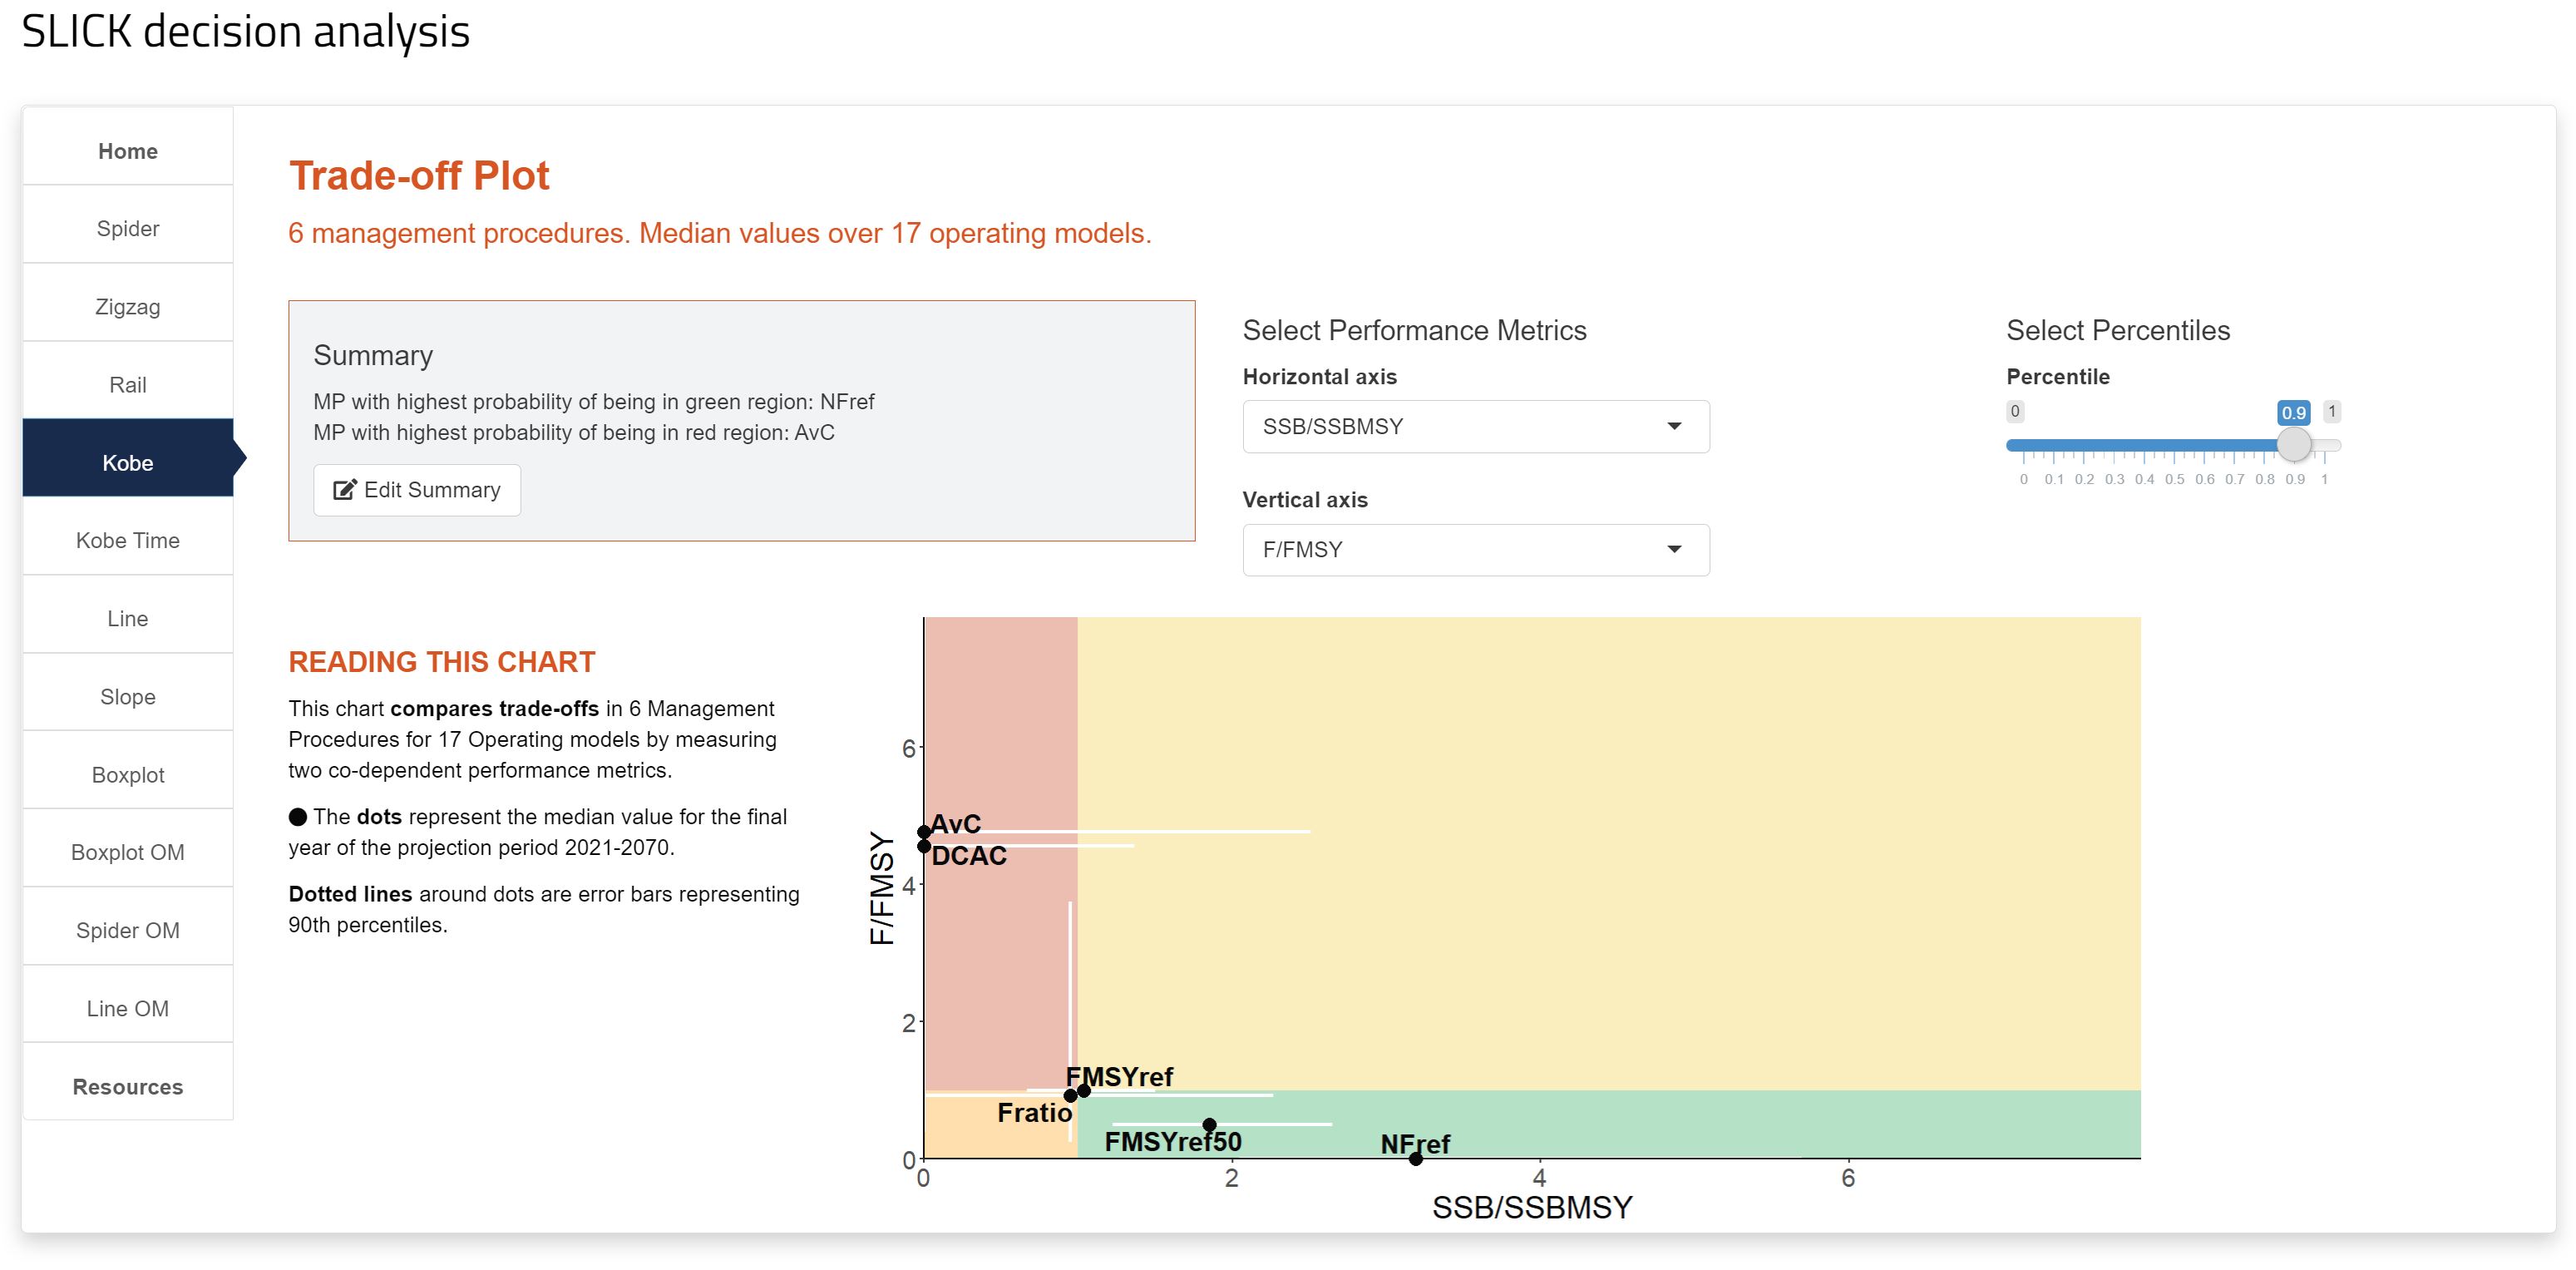 SLICK decision analysis
Home
Spider
Zigzag
Rail
Kobe
Kobe Time
Line
Slope
Boxplot
Boxplot OM
Spider OM
Line OM
Resources
Trade-off Plot
6 management procedures. Median values over 17 operating models.
Summary
MP with highest probability of being in green region: NFref
MP with highest probability of being in red region: AvC
Edit Summary
Select Performance Metrics
Horizontal axis
SSB/SSBMSY
Vertical axis
F/FMSY
Select Percentiles
Percentile
0 0.9 1
0 0.1 0.2 0.3 0.4 0.5 0.6 0.7 0.8 0.9 1
READING THIS CHART
This chart compares trade-offs in 6 Management
Procedures for 17 Operating models by measuring
two co-dependent performance metrics.
The dots represent the median value for the final
year of the projection period 2021-2070.
Dotted lines around dots are error bars representing
90th percentiles.
F/FMSY
6
4
2
0
AvC
DCAC
FMSYref
Fratio
FMSYref50
NFref
0 2 4 6
SSB/SSBMSY